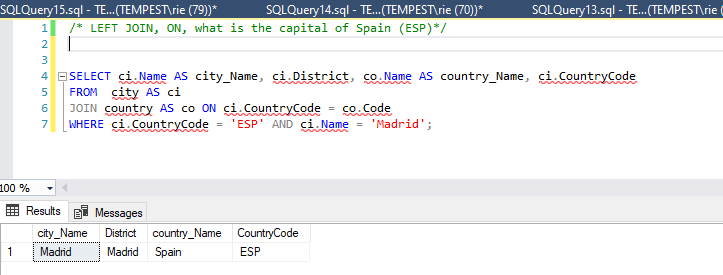 SQLQuery15.sql - TE...(TEMPEST\rie (79))* SQLQuery14.sql - TE...(TEMPEST\rie (70))* SQLQuery13.sql - TE...(TEMPEST\rie (
1 /* LEFT JOIN, ON, what is the capital of Spain (ESP)*/
2
3
4 SELECT ci.Name AS city_Name, ci.District, co.Name AS country_Name, ci.CountryCode
5 FROM city AS ci
6 JOIN country AS co ON ci.CountryCode = co.Code
7 WHERE ci.CountryCode = 'ESP' AND ci.Name = 'Madrid';
100 %
Results Messages
city_Name District country_Name CountryCode
1 Madrid Madrid Spain ESP